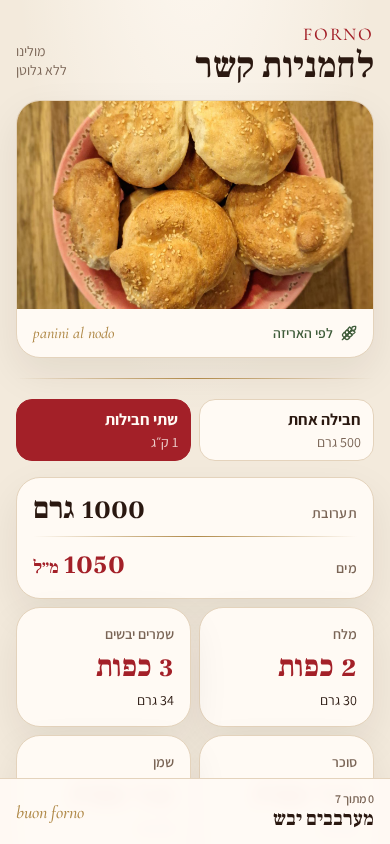 FORNO
לחמניות קשר
מולינו
ללא גלוטן
לפי האריזה
panini al nodo
חבילה אחת
500 גרם
שתי חבילות
1 ק״ג
תערובת
1000 גרם
מים
1050 מ״ל
מלח
2 כפות
30 גרם
שמרים יבשים
3 כפות
34 גרם
סוכר
שמן
0 מתוך 7
מערבבים יבש
buon forno